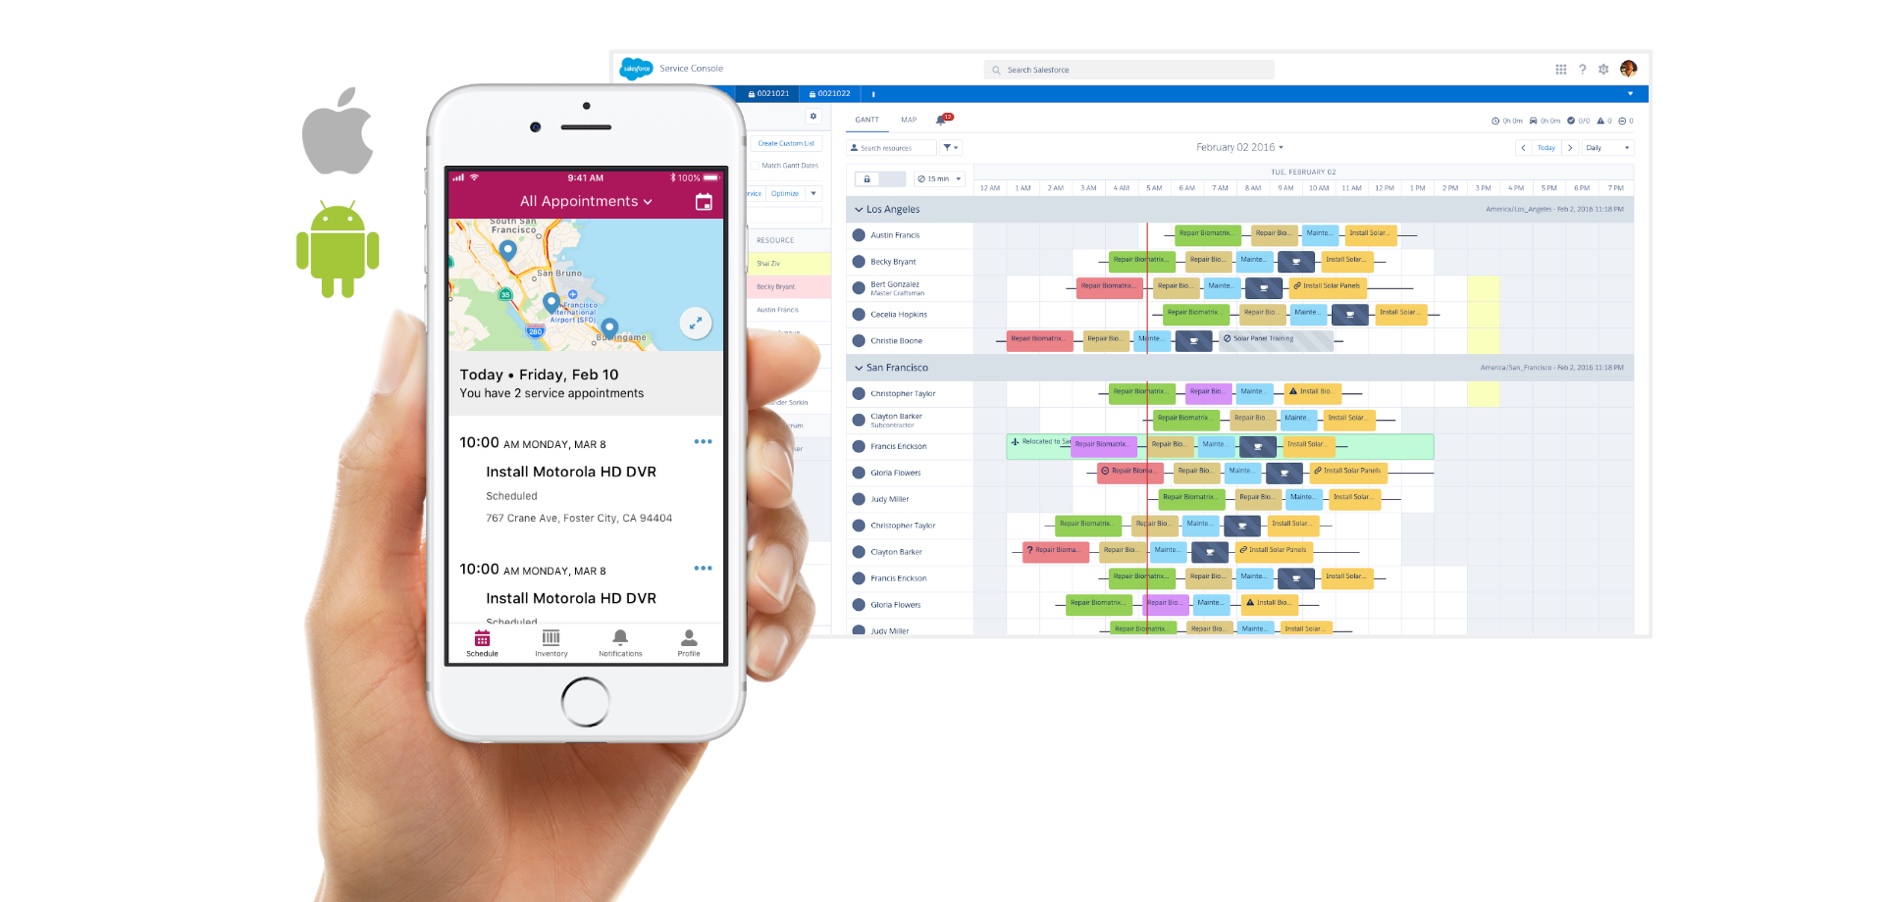 salesforce Service Console
Search Salesforce
0021021 0021022
GANTT MAP 17
0h 0m 0h 0m 0/0 0 0
Create Custom List
Search resources
February 02 2016
Today Daily
Match Gantt Dates
15 min
TUE, FEBRUARY 02
12 AM 1 AM 2 AM 3 AM 4 AM 5 AM 6 AM 7 AM 8 AM 9 AM 10 AM 11 AM 12 PM 1 PM 2 PM 3 PM 4 PM 5 PM 6 PM 7 PM
Optimize
RESOURCE
Shai Ziv
Becky Bryant
Austin Francis
Los Angeles America/Los_Angeles - Feb 2, 2016 11:18 PM
Austin Francis Repair Biomatrix... Repair Bio... Mainte... Install Solar...
Becky Bryant Repair Biomatrix... Repair Bio... Mainte... Install Solar...
Bert Gonzalez Repair Biomatrix... Repair Bio... Mainte... Install Solar Panels
Master Craftsman
Cecelia Hopkins Repair Biomatrix... Repair Bio... Mainte... Install Solar...
Christie Boone Repair Biomatrix... Repair Bio... Mainte... Solar Panel Training
San Francisco America/San_Francisco - Feb 2, 2016 11:18 PM
Christopher Taylor Repair Biomatrix... Repair Bio... Mainte... Install Bio...
Clayton Barker Repair Biomatrix... Repair Bio... Mainte... Install Solar...
Subcontractor
Francis Erickson Relocated to Sa Repair Biomatrix... Repair Bio... Mainte... Install Solar...
Gloria Flowers Repair Bioma... Repair Bio... Mainte... Install Solar Panels
Judy Miller Repair Biomatrix... Repair Bio... Mainte... Install Solar...
Christopher Taylor Repair Biomatrix... Repair Bio... Mainte... Install Solar...
Clayton Barker ? Repair Bioma... Repair Bio... Mainte... Install Solar Panels
Francis Erickson Repair Biomatrix... Repair Bio... Mainte... Install Solar...
Gloria Flowers Repair Biomatrix... Repair Bio... Mainte... Install Bio...
Judy Miller Repair Biomatrix... Repair Bio... Mainte... Install Solar...
9:41 AM 100%
All Appointments
South San
Francisco
San Bruno
35
Francisco
International
Airport (SFO)
280
Burlingame
Today • Friday, Feb 10
You have 2 service appointments
10:00 AM MONDAY, MAR 8
Install Motorola HD DVR
Scheduled
767 Crane Ave, Foster City, CA 94404
10:00 AM MONDAY, MAR 8
Install Motorola HD DVR
Scheduled
Schedule Inventory Notifications Profile